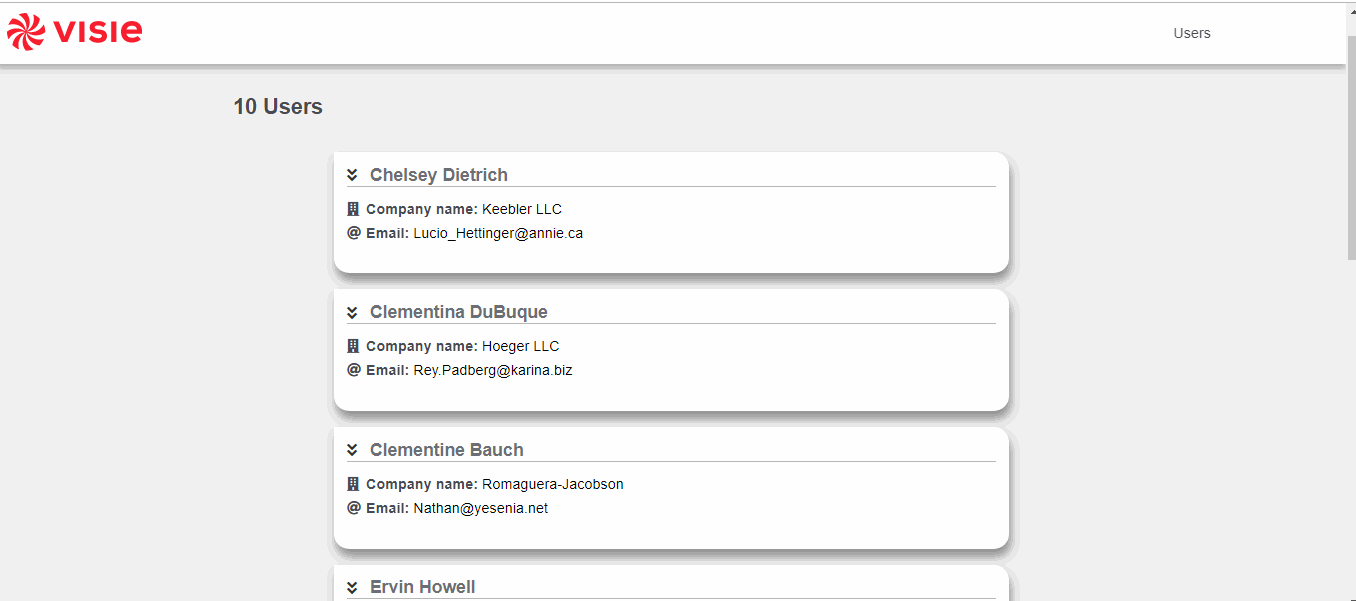 VISIE
Users
10 Users
Chelsey Dietrich
Company name: Keebler LLC
@ Email: Lucio_Hettinger@annie.ca
Clementina DuBuque
Company name: Hoeger LLC
@ Email: Rey.Padberg@karina.biz
Clementine Bauch
Company name: Romaguera-Jacobson
@ Email: Nathan@yesenia.net
Ervin Howell